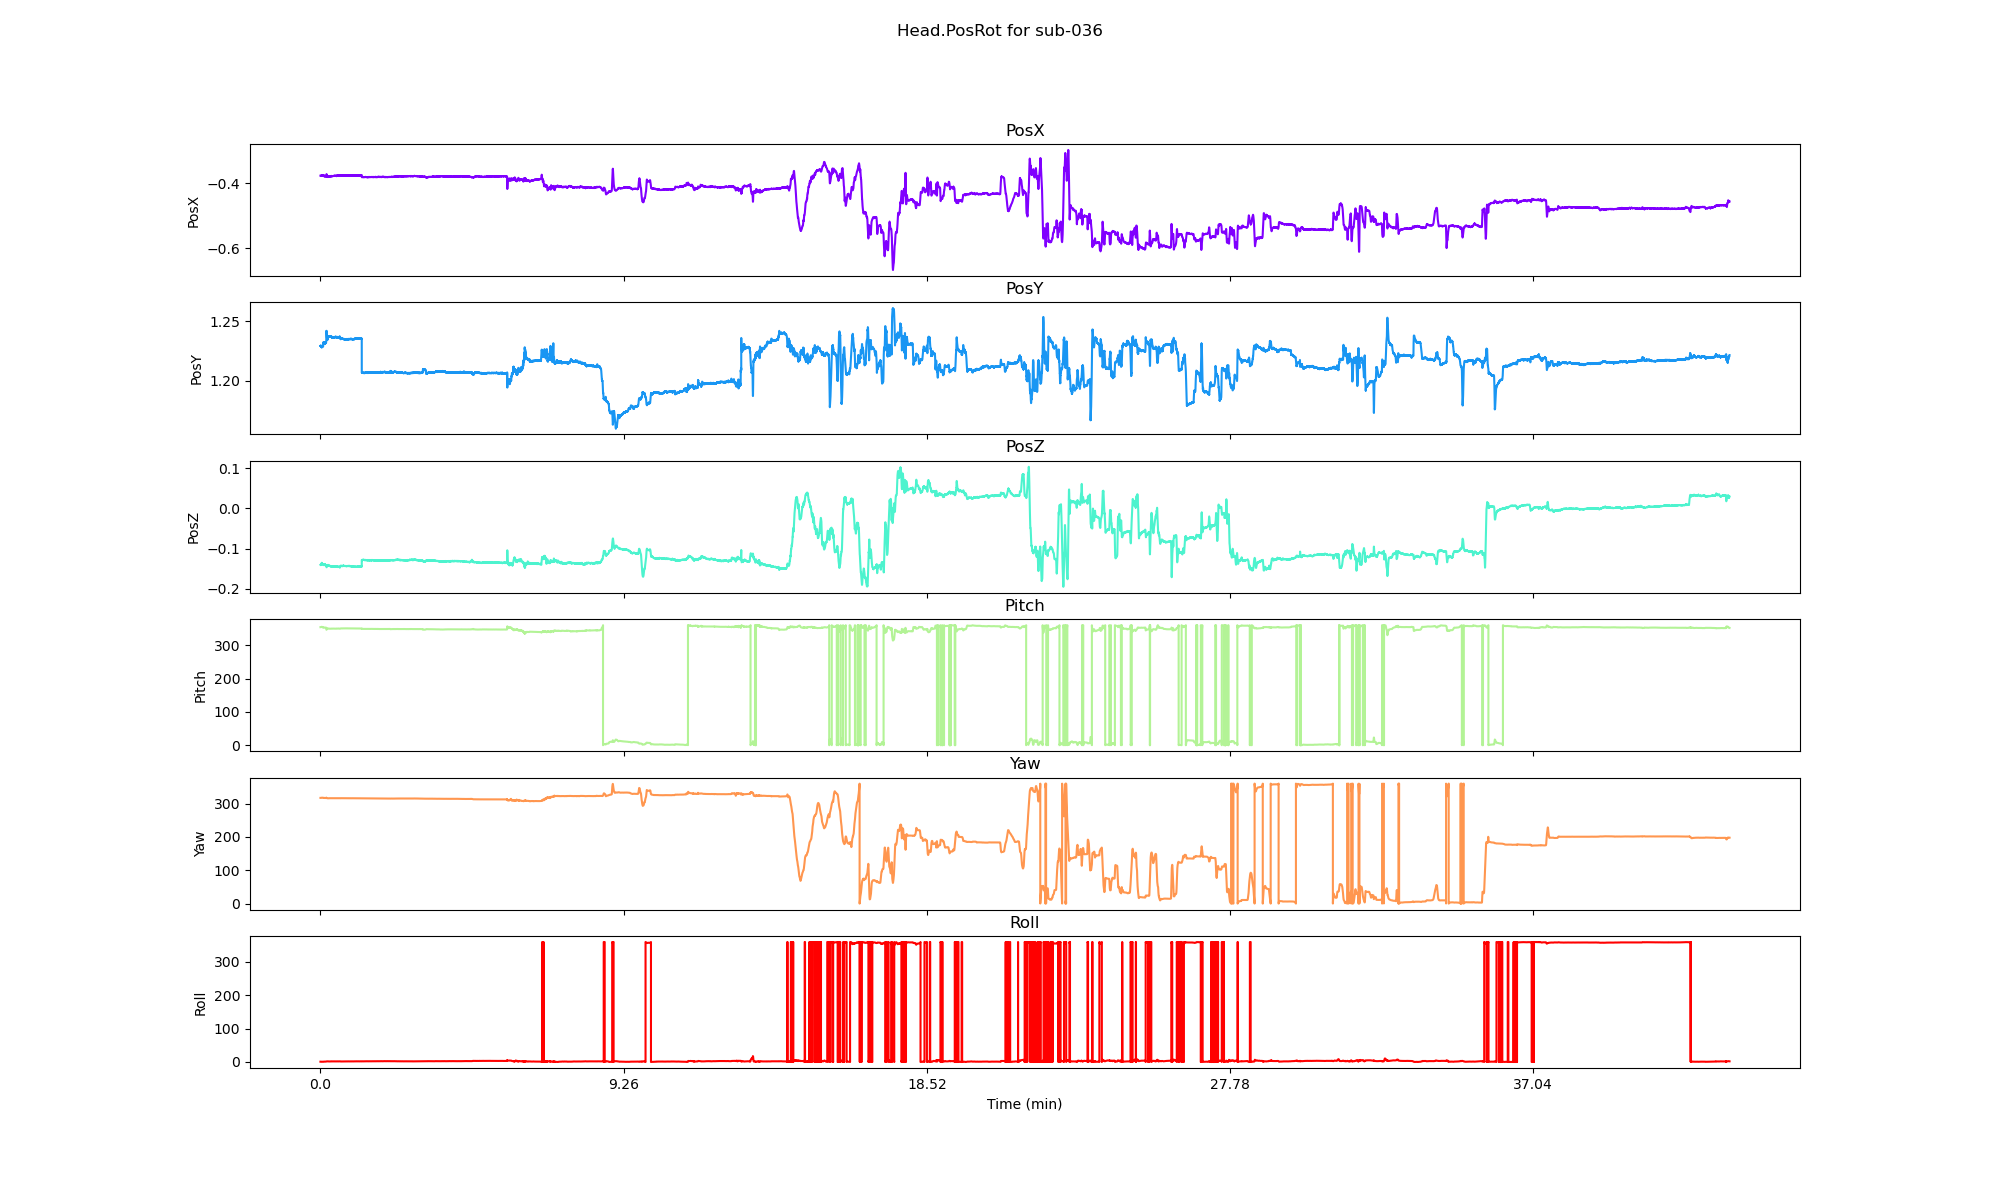 Head.PosRot for sub-036
PosX
PosX
−0.4
−0.6
PosY
PosY
1.25
1.20
PosZ
PosZ
0.1
0.0
−0.1
−0.2
Pitch
Pitch
300
200
100
0
Yaw
Yaw
300
200
100
0
Roll
Roll
300
200
100
0
0.0 9.26 18.52 27.78 37.04
Time (min)